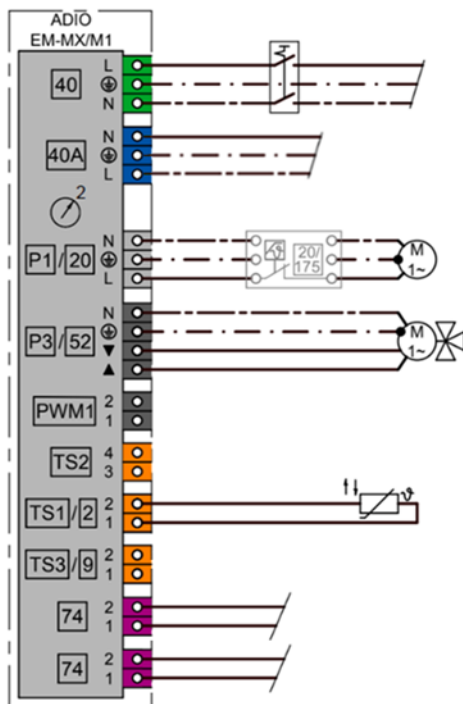 ADIO
EM-MX/M1
L
40
N
N
40A
L
2
N
P1/20
L
20/
175
M
1~
N
P3/52
M
1~
PWM1 2
1
TS2 4
3
TS1/2 2
1
ϑ
TS3/9 2
1
74 2
1
74 2
1